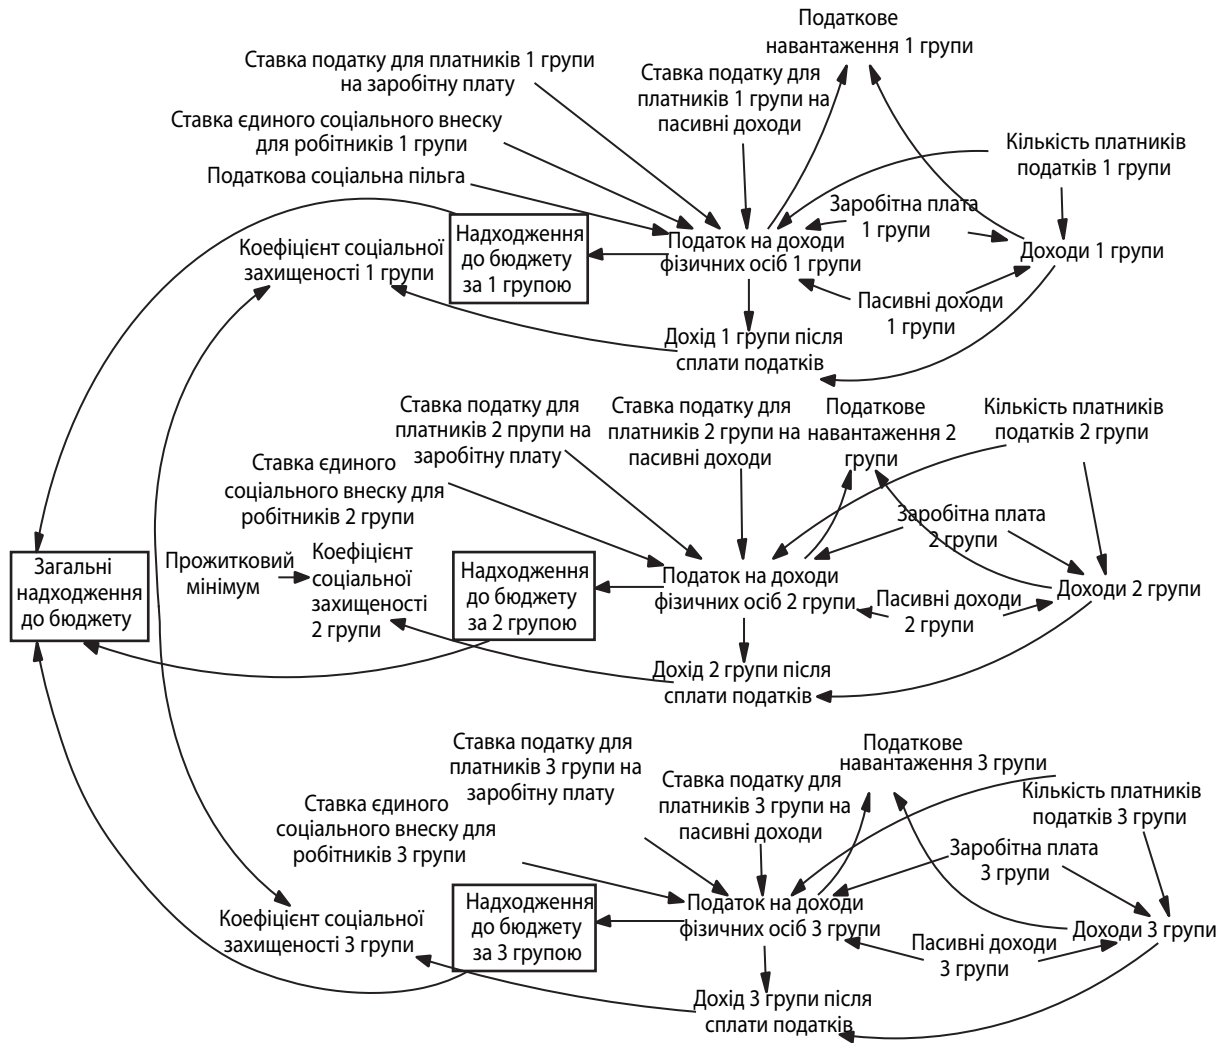 Податкове
навантаження 1 групи
Ставка податку для платників 1 групи
на заробітну плату
Ставка податку для
платників 1 групи на
пасивні доходи
Ставка єдиного соціального внеску
для робітників 1 групи
Податкова соціальна пільга
Кількість платників
податків 1 групи
Заробітна плата
1 групи
Надходження
до бюджету
за 1 групою
Коефіцієнт соціальної
захищеності 1 групи
Податок на доходи
фізичних осіб 1 групи
Доходи 1 групи
Пасивні доходи
1 групи
Дохід 1 групи після
сплати податків
Ставка податку для
платників 2 прупи на
заробітну плату
Ставка податку для
платників 2 групи на
пасивні доходи
Податкове
навантаження 2
групи
Кількість платників
податків 2 групи
Ставка єдиного
соціального внеску для
робітників 2 групи
Заробітна плата
2 групи
Загальні
надходження
до бюджету
Прожитковий
мінімум
Коефіцієнт
соціальної
захищеності
2 групи
Надходження
до бюджету
за 2 групою
Податок на доходи
фізичних осіб 2 групи
Пасивні доходи
2 групи
Доходи 2 групи
Дохід 2 групи після
сплати податків
Ставка податку для
платників 3 групи на
заробітну плату
Податкове
навантаження 3 групи
Ставка податку для
платників 3 групи на
пасивні доходи
Кількість платників
податків 3 групи
Ставка єдиного
соціального внеску для
робітників 3 групи
Заробітна плата
3 групи
Надходження
до бюджету
за 3 групою
Коефіцієнт соціальної
захищеності 3 групи
Податок на доходи
фізичних осіб 3 групи
Пасивні доходи
3 групи
Доходи 3 групи
Дохід 3 групи після
сплати податків